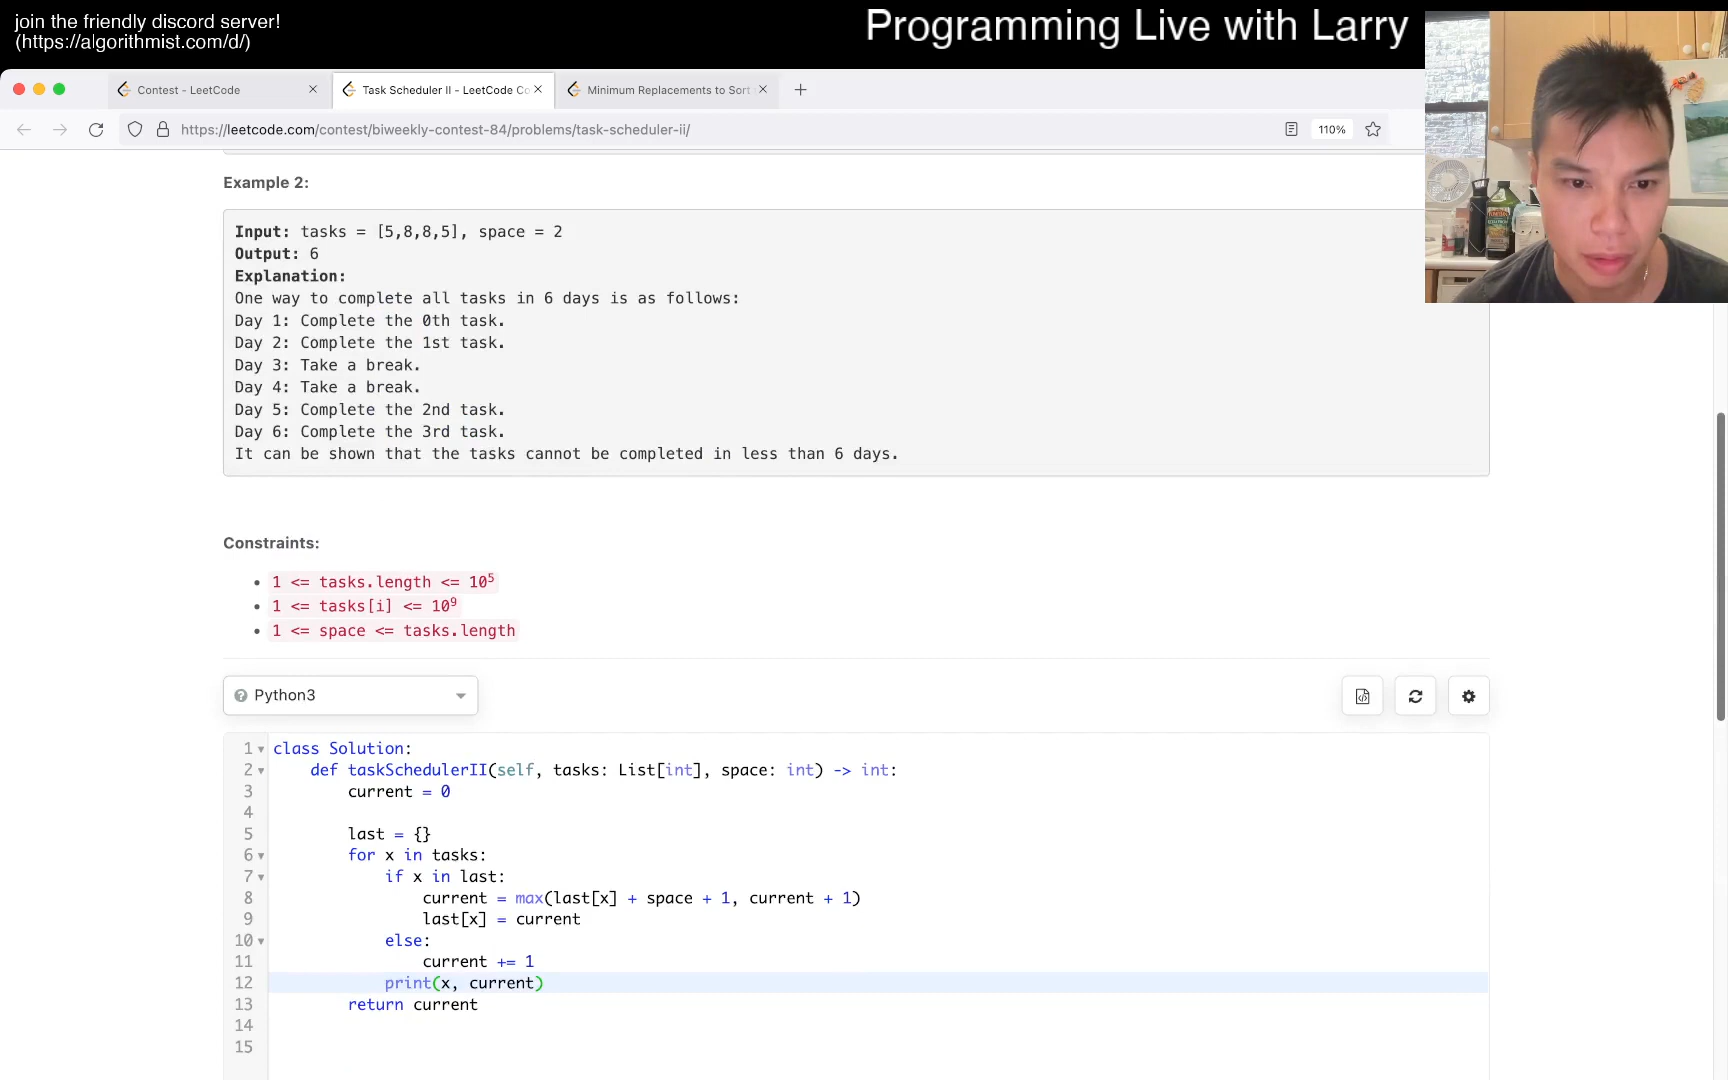 join the friendly discord server!
(https://algorithmist.com/d/)
Programming Live with Larry
Contest - LeetCode
Task Scheduler II - LeetCode Co
Minimum Replacements to Sort
https://leetcode.com/contest/biweekly-contest-84/problems/task-scheduler-ii/
110%
Example 2:
Input: tasks = [5,8,8,5], space = 2
Output: 6
Explanation:
One way to complete all tasks in 6 days is as follows:
Day 1: Complete the 0th task.
Day 2: Complete the 1st task.
Day 3: Take a break.
Day 4: Take a break.
Day 5: Complete the 2nd task.
Day 6: Complete the 3rd task.
It can be shown that the tasks cannot be completed in less than 6 days.
Constraints:
• 1 <= tasks.length <= 10⁵
• 1 <= tasks[i] <= 10⁹
• 1 <= space <= tasks.length
Python3
1 class Solution:
2     def taskSchedulerII(self, tasks: List[int], space: int) -> int:
3         current = 0
4
5         last = {}
6         for x in tasks:
7             if x in last:
8                 current = max(last[x] + space + 1, current + 1)
9                 last[x] = current
10             else:
11                 current += 1
12             print(x, current)
13         return current
14
15